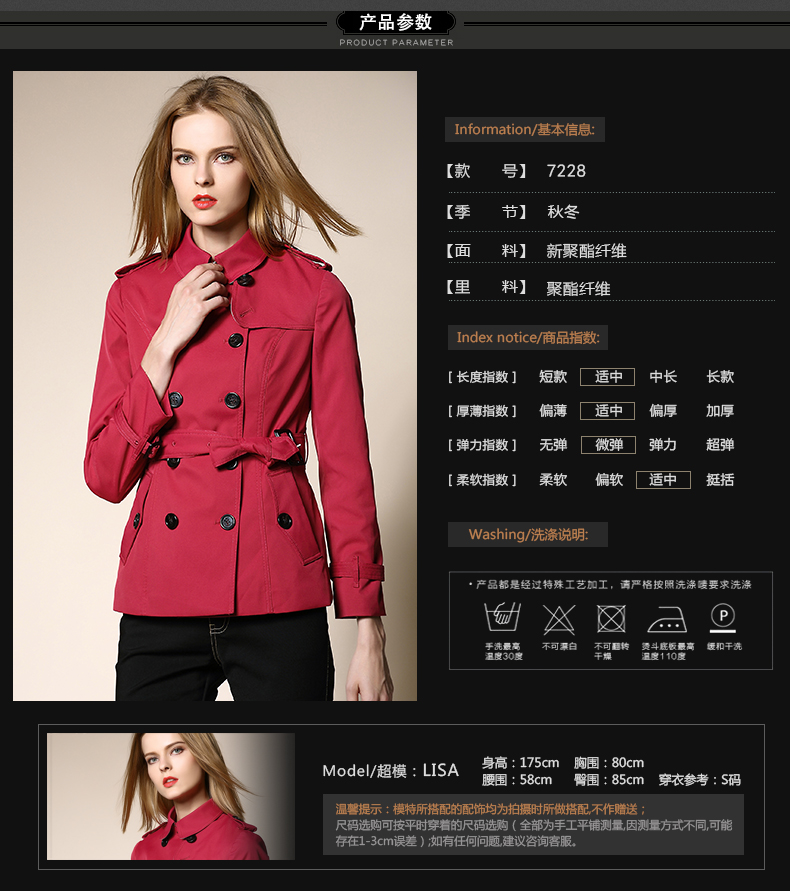 产品参数
PRODUCT PARAMETER
Information/基本信息:
【款 号】 7228
【季 节】 秋冬
【面 料】 新聚酯纤维
【里 料】 聚酯纤维
Index notice/商品指数:
[ 长度指数 ] 短款 适中 中长 长款
[ 厚薄指数 ] 偏薄 适中 偏厚 加厚
[ 弹力指数 ] 无弹 微弹 弹力 超弹
[ 柔软指数 ] 柔软 偏软 适中 挺括
Washing/洗涤说明:
• 产品都是经过特殊工艺加工，请严格按照洗涤唛要求洗涤
P
手洗最高 不可漂白 不可翻转 烫斗底板最高 缓和干洗
温度30度 干燥 温度110度
Model/超模：LISA
身高：175cm 胸围：80cm
腰围：58cm 臀围：85cm 穿衣参考：S码
温馨提示：模特所搭配的配饰均为拍摄时所做搭配,不作赠送；
尺码选购可按平时穿着的尺码选购（全部为手工平铺测量,因测量方式不同,可能
存在1-3cm误差）;如有任何问题,建议咨询客服。